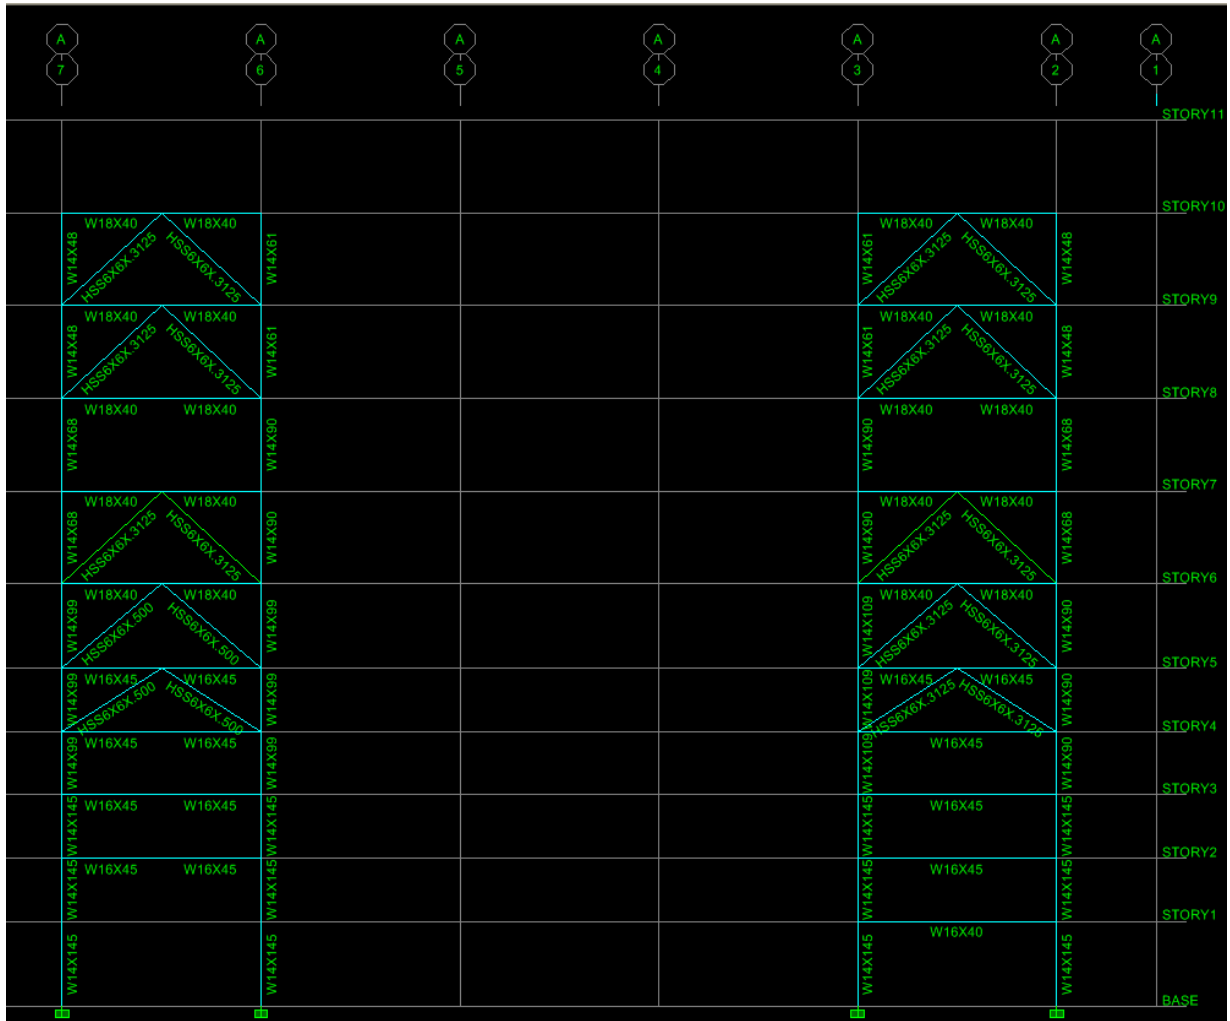 A A A A A A A
7 6 5 4 3 2 1
STORY11
STORY10
W18X40 W18X40 W18X40 W18X40
W14X48 HSS6X6X.3125 HSS6X6X.3125 W14X61 W14X61 HSS6X6X.3125 HSS6X6X.3125 W14X48
STORY9
W18X40 W18X40 W18X40 W18X40
W14X48 HSS6X6X.3125 HSS6X6X.3125 W14X61 W14X61 HSS6X6X.3125 HSS6X6X.3125 W14X48
STORY8
W18X40 W18X40 W18X40 W18X40
W14X68 W14X90 W14X90 W14X68
STORY7
W18X40 W18X40 W18X40 W18X40
W14X68 HSS6X6X.3125 HSS6X6X.3125 W14X90 W14X90 HSS6X6X.3125 HSS6X6X.3125 W14X68
STORY6
W18X40 W18X40 W18X40 W18X40
W14X99 HSS6X6X.500 HSS6X6X.500 W14X99 W14X109 HSS6X6X.3125 HSS6X6X.3125 W14X90
STORY5
W16X45 W16X45 W16X45 W16X45
W14X99 HSS6X6X.500 HSS6X6X.500 W14X99 W14X109 HSS6X6X.3125 HSS6X6X.3125 W14X90
STORY4
W16X45 W16X45 W16X45
W14X99 W14X99 W14X109 W14X90
STORY3
W16X45 W16X45 W16X45
W14X145 W14X145 W14X145 W14X145
STORY2
W16X45 W16X45 W16X45
W14X145 W14X145 W14X145 W14X145
STORY1
W16X40
W14X145 W14X145 W14X145 W14X145
BASE